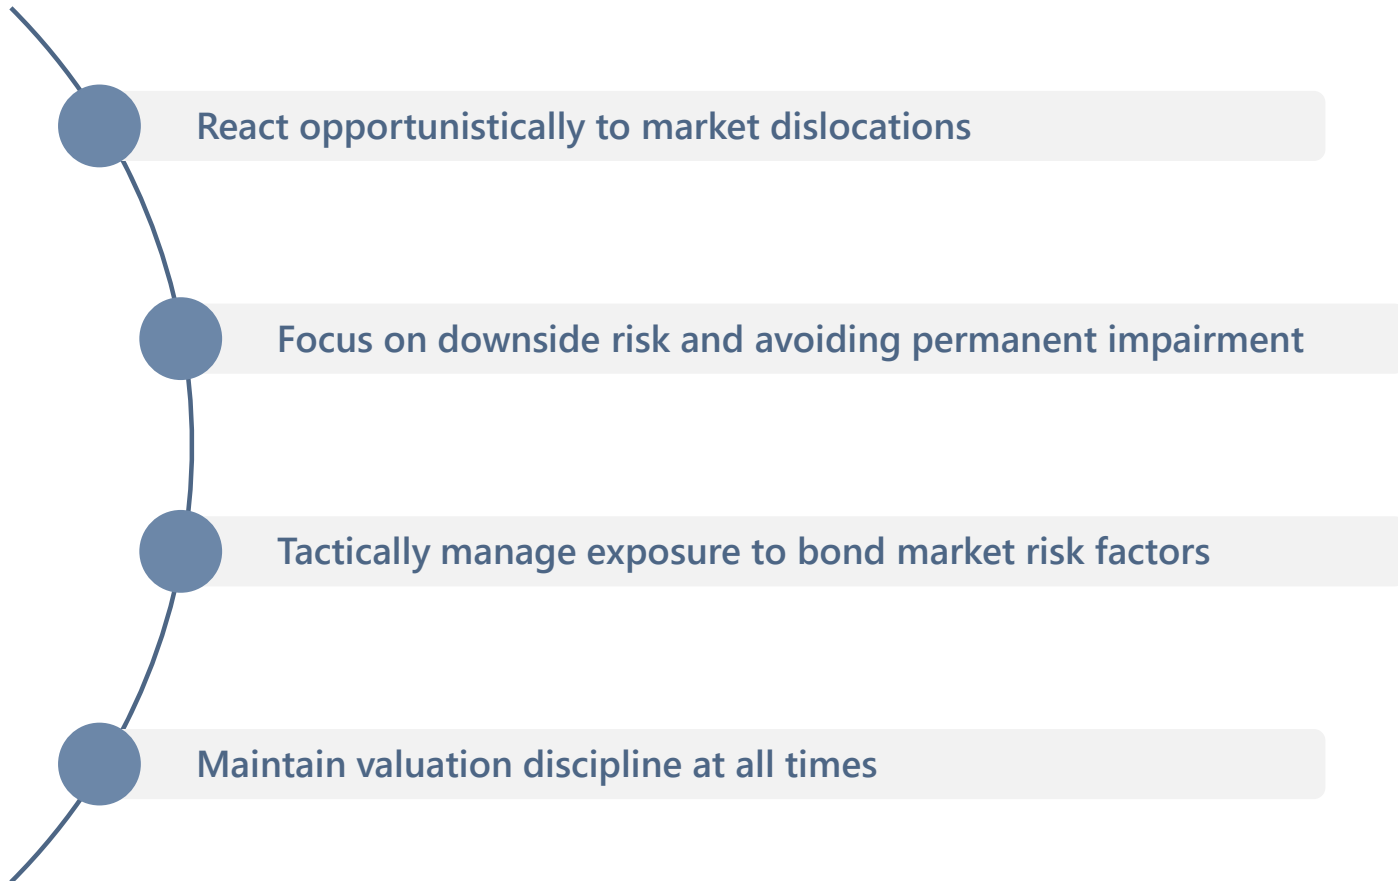 React opportunistically to market dislocations
Focus on downside risk and avoiding permanent impairment
Tactically manage exposure to bond market risk factors
Maintain valuation discipline at all times